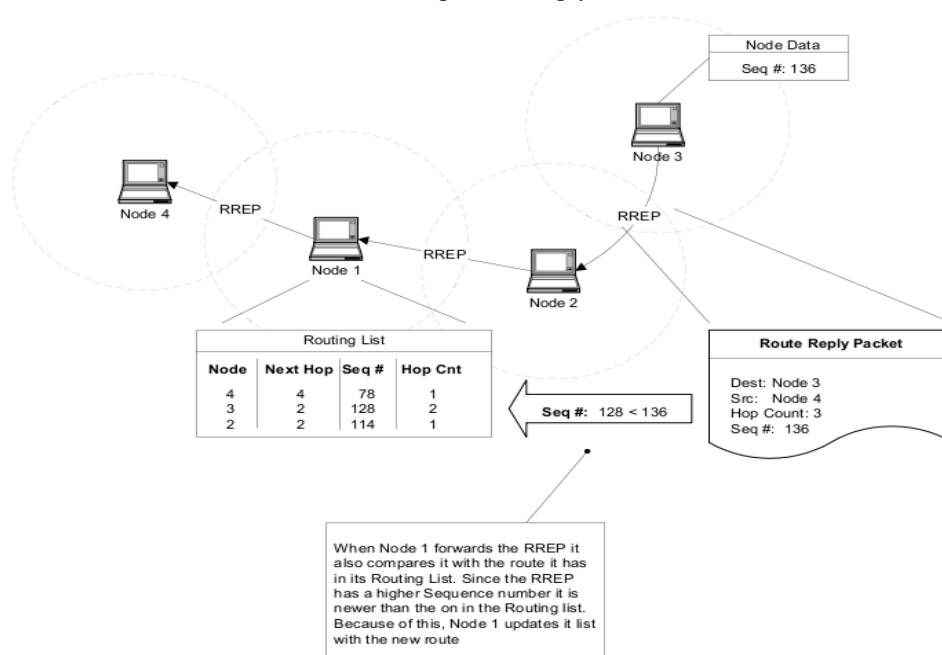 Node Data
Seq #: 136
Node 3
Node 4
RREP
RREP
Node 1
RREP
Node 2
Routing List
Node Next Hop Seq # Hop Cnt
4 4 78 1
3 2 128 2
2 2 114 1
Seq #: 128 < 136
Route Reply Packet
Dest: Node 3
Src: Node 4
Hop Count: 3
Seq #: 136
When Node 1 forwards the RREP it
also compares it with the route it has
in its Routing List. Since the RREP
has a higher Sequence number it is
newer than the on in the Routing list.
Because of this, Node 1 updates it list
with the new route